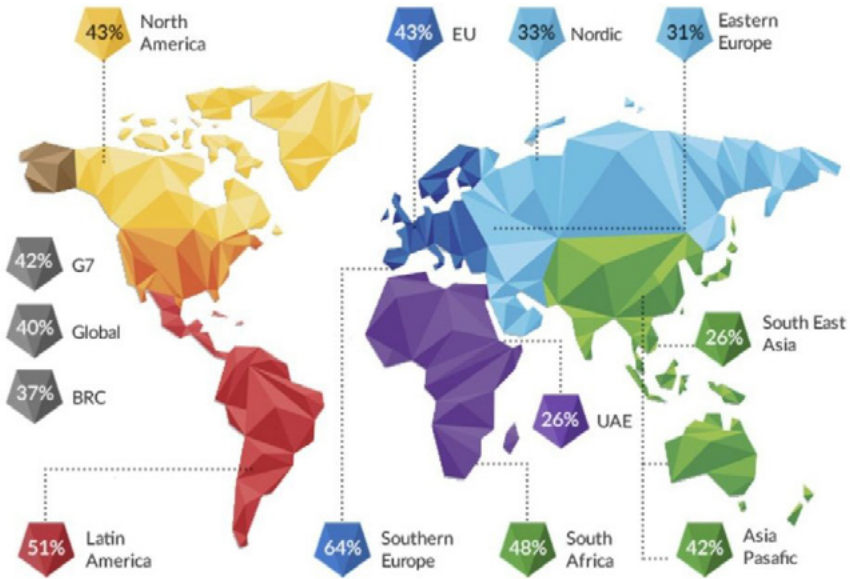 43%
North
America
43%
EU
33%
Nordic
31%
Eastern
Europe
42%
G7
40%
Global
37%
BRC
26%
South East
Asia
26%
UAE
51%
Latin
America
64%
Southern
Europe
48%
South
Africa
42%
Asia
Pasafic